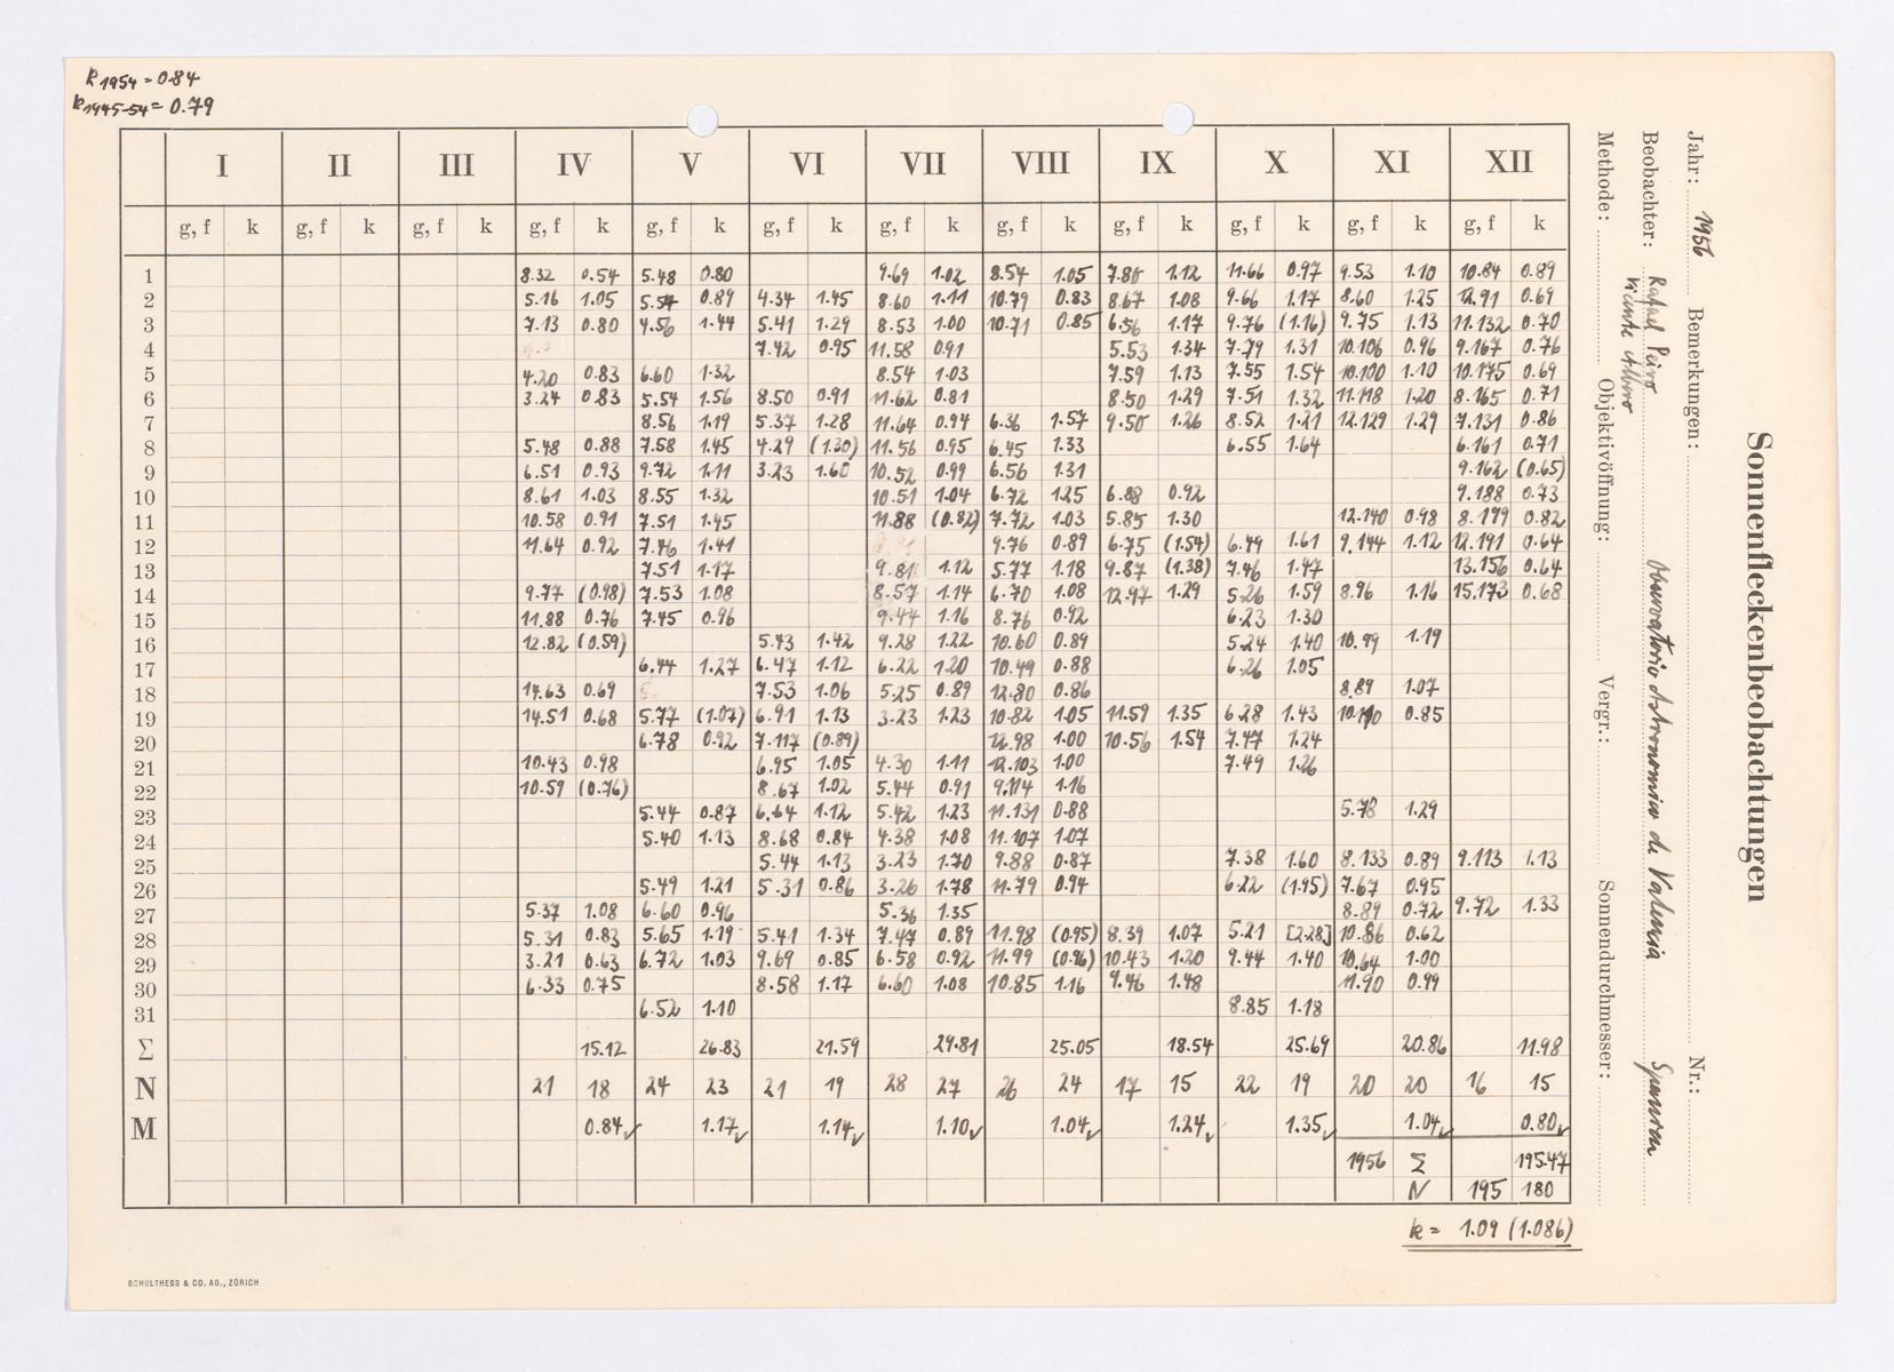 k 1954 = 0.84
k 1945-54 = 0.79
I II III IV V VI VII VIII IX X XI XII
g, f k g, f k g, f k g, f k g, f k g, f k g, f k g, f k g, f k g, f k g, f k g, f k
1 8.32 0.54 5.48 0.80 9.69 1.02 8.54 1.05 7.80 1.12 11.66 0.97 9.53 1.10 10.84 0.89
2 5.16 1.05 5.54 0.89 4.34 1.45 8.60 1.11 10.79 0.83 8.67 1.08 9.66 1.17 8.60 1.25 12.91 0.69
3 7.13 0.80 4.56 1.44 5.41 1.29 8.53 1.00 10.71 0.85 6.56 1.17 9.76 (1.16) 9.75 1.13 11.132 0.70
4 7.42 0.95 11.58 0.91 5.53 1.34 7.79 1.31 10.106 0.96 9.167 0.76
5 4.20 0.83 6.60 1.32 8.54 1.03 7.59 1.13 7.55 1.54 10.100 1.10 10.175 0.69
6 3.24 0.83 5.54 1.56 8.50 0.91 11.62 0.81 8.50 1.29 7.51 1.32 11.118 1.20 8.165 0.71
7 8.56 1.19 5.37 1.28 11.64 0.94 6.36 1.57 9.50 1.26 8.52 1.21 12.129 1.29 7.131 0.86
8 5.48 0.88 7.58 1.45 4.29 (1.30) 11.56 0.95 6.45 1.33 6.55 1.64 6.161 0.71
9 6.51 0.93 9.72 1.11 3.23 1.60 10.52 0.99 6.56 1.31 9.162 (0.65)
10 8.61 1.03 8.55 1.32 10.51 1.04 6.72 1.25 6.88 0.92 9.188 0.73
11 10.58 0.91 7.51 1.45 11.88 (0.82) 7.72 1.03 5.85 1.30 12.140 0.98 8.179 0.82
12 11.64 0.92 7.46 1.41 9.76 0.89 6.75 (1.54) 6.49 1.61 9.144 1.12 12.191 0.64
13 7.51 1.17 9.81 1.12 5.77 1.18 9.87 (1.38) 7.46 1.47 13.156 0.64
14 9.77 (0.98) 7.53 1.08 8.57 1.14 6.70 1.08 12.97 1.29 5.26 1.59 8.96 1.16 15.173 0.68
15 11.88 0.76 7.45 0.96 9.44 1.16 8.76 0.92 6.23 1.30
16 12.82 (0.59) 5.43 1.42 9.28 1.22 10.60 0.89 5.24 1.40 10.99 1.19
17 6.44 1.27 6.47 1.12 6.22 1.20 10.49 0.88 6.26 1.05
18 14.63 0.69 7.53 1.06 5.25 0.89 12.80 0.86 8.89 1.07
19 14.51 0.68 5.77 (1.07) 6.91 1.13 3.23 1.23 10.82 1.05 11.59 1.35 6.28 1.43 10.110 0.85
20 6.78 0.92 7.117 (0.89) 12.98 1.00 10.56 1.54 7.47 1.24
21 10.43 0.98 6.95 1.05 4.30 1.11 12.103 1.00 7.49 1.26
22 10.59 (0.76) 8.67 1.02 5.44 0.91 9.114 1.16
23 5.44 0.87 6.64 1.12 5.42 1.23 11.131 0.88 5.78 1.29
24 5.40 1.13 8.68 0.84 4.38 1.08 11.107 1.07
25 5.44 1.13 3.23 1.70 9.88 0.87 7.38 1.60 8.133 0.89 9.113 1.13
26 5.49 1.21 5.31 0.86 3.26 1.78 11.79 0.94 6.22 (1.95) 7.67 0.95
27 5.37 1.08 6.60 0.96 5.36 1.35 8.89 0.72 9.72 1.33
28 5.31 0.83 5.65 1.19 5.41 1.34 7.47 0.89 11.98 (0.95) 8.39 1.07 5.21 [2.28] 10.86 0.62
29 3.21 0.63 6.72 1.03 9.69 0.85 6.58 0.92 11.99 (0.96) 10.43 1.20 9.44 1.40 10.64 1.00
30 6.33 0.75 8.58 1.17 6.60 1.08 10.85 1.16 9.46 1.48 11.90 0.99
31 6.52 1.10 8.85 1.18
Σ 15.12 26.83 21.59 29.81 25.05 18.54 25.69 20.86 11.98
N 21 18 24 23 21 19 28 27 26 24 17 15 22 19 20 20 16 15
M 0.84✓ 1.17✓ 1.14✓ 1.10✓ 1.04✓ 1.24✓ 1.35✓ 1.04✓ 0.80✓
1956 Σ 195.47
N 195 180
k = 1.09 (1.086)
SCHULTHESS & CO. AG., ZÜRICH
Sonnenfleckenbeobachtungen
Jahr: 1956 Bemerkungen: Nr.:
Beobachter: Rafael Peiro Observatorio Astronomico de Valencia Spanien
Vicente
Methode: Objektivöffnung: Vergr.: Sonnendurchmesser: